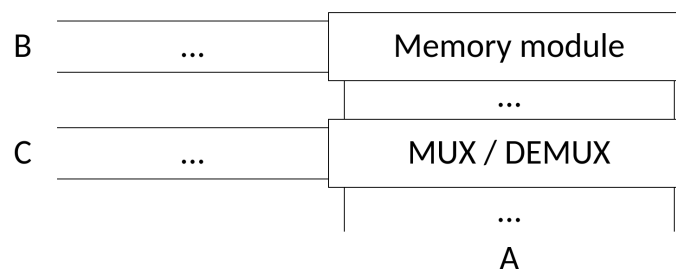 B ... Memory module
...
C ... MUX / DEMUX
...
A